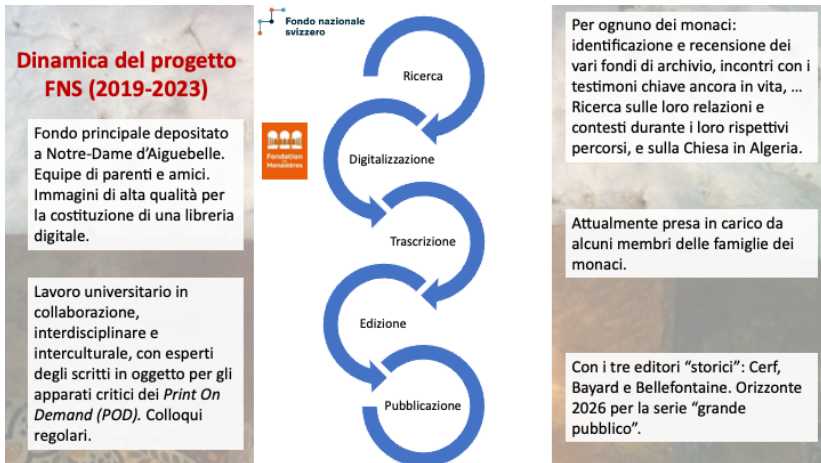 Dinamica del progetto
FNS (2019-2023)
Fondo principale depositato
a Notre-Dame d'Aiguebelle.
Equipe di parenti e amici.
Immagini di alta qualità per
la costituzione di una libreria
digitale.
Lavoro universitario in
collaborazione,
interdisciplinare e
interculturale, con esperti
degli scritti in oggetto per gli
apparati critici dei Print On
Demand (POD). Colloqui
regolari.
Fondo nazionale
svizzero
Fondation
des
Monastères
Ricerca
Digitalizzazione
Trascrizione
Edizione
Pubblicazione
Per ognuno dei monaci:
identificazione e recensione dei
vari fondi di archivio, incontri con i
testimoni chiave ancora in vita, …
Ricerca sulle loro relazioni e
contesti durante i loro rispettivi
percorsi, e sulla Chiesa in Algeria.
Attualmente presa in carico da
alcuni membri delle famiglie dei
monaci.
Con i tre editori “storici”: Cerf,
Bayard e Bellefontaine. Orizzonte
2026 per la serie “grande
pubblico”.